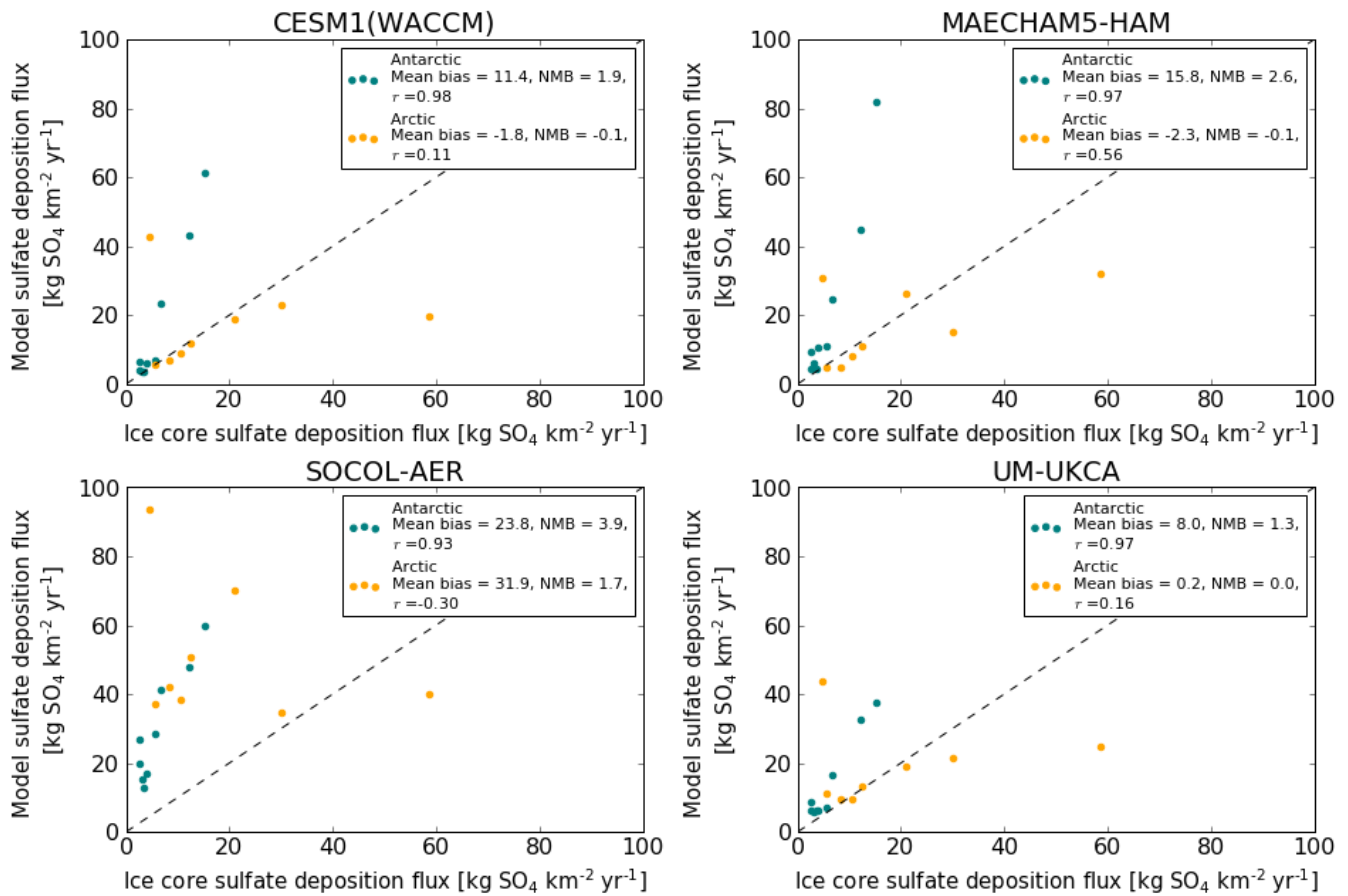 CESM1(WACCM)
Model sulfate deposition flux
[kg SO₄ km⁻² yr⁻¹]
100
80
60
40
20
0
Antarctic
Mean bias = 11.4, NMB = 1.9,
r =0.98
Arctic
Mean bias = -1.8, NMB = -0.1,
r =0.11
0 20 40 60 80 100
Ice core sulfate deposition flux [kg SO₄ km⁻² yr⁻¹]
MAECHAM5-HAM
Model sulfate deposition flux
[kg SO₄ km⁻² yr⁻¹]
100
80
60
40
20
0
Antarctic
Mean bias = 15.8, NMB = 2.6,
r =0.97
Arctic
Mean bias = -2.3, NMB = -0.1,
r =0.56
0 20 40 60 80 100
Ice core sulfate deposition flux [kg SO₄ km⁻² yr⁻¹]
SOCOL-AER
Model sulfate deposition flux
[kg SO₄ km⁻² yr⁻¹]
100
80
60
40
20
0
Antarctic
Mean bias = 23.8, NMB = 3.9,
r =0.93
Arctic
Mean bias = 31.9, NMB = 1.7,
r =-0.30
0 20 40 60 80 100
Ice core sulfate deposition flux [kg SO₄ km⁻² yr⁻¹]
UM-UKCA
Model sulfate deposition flux
[kg SO₄ km⁻² yr⁻¹]
100
80
60
40
20
0
Antarctic
Mean bias = 8.0, NMB = 1.3,
r =0.97
Arctic
Mean bias = 0.2, NMB = 0.0,
r =0.16
0 20 40 60 80 100
Ice core sulfate deposition flux [kg SO₄ km⁻² yr⁻¹]